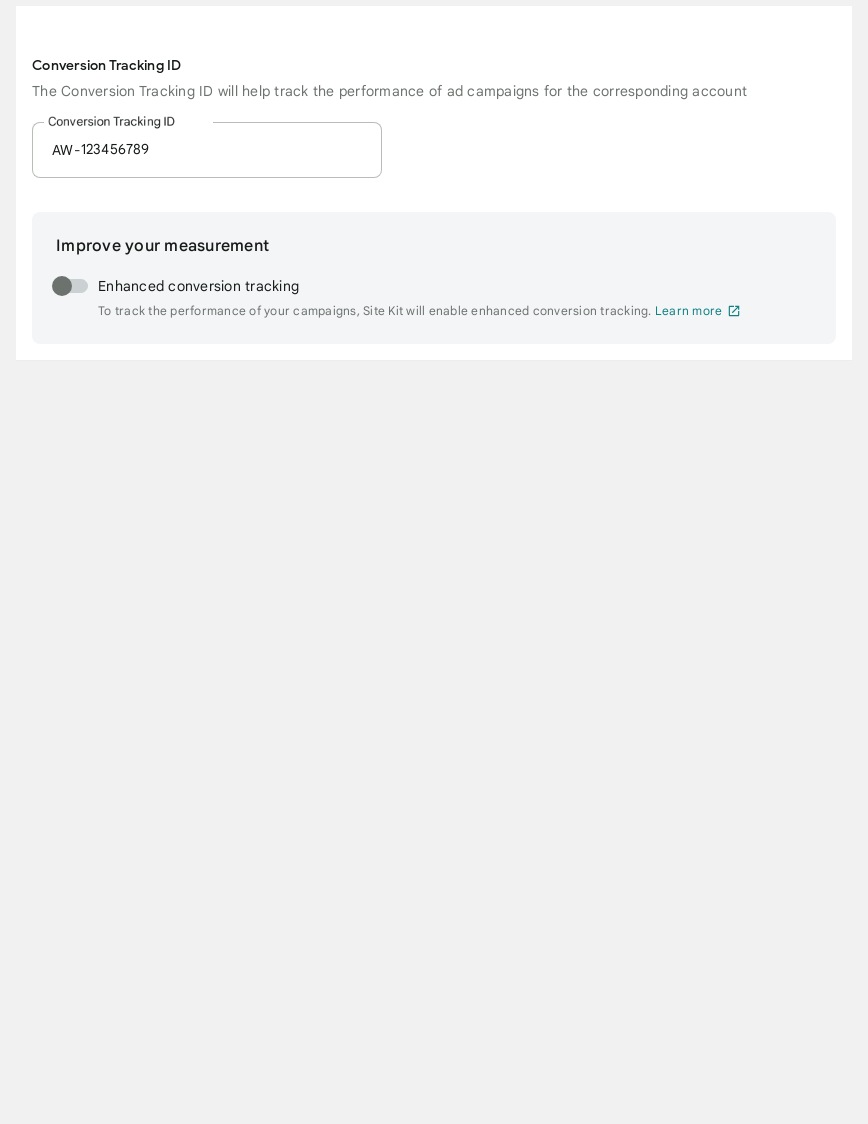 Conversion Tracking ID
The Conversion Tracking ID will help track the performance of ad campaigns for the corresponding account
Conversion Tracking ID
AW-123456789
Improve your measurement
Enhanced conversion tracking
To track the performance of your campaigns, Site Kit will enable enhanced conversion tracking. Learn more